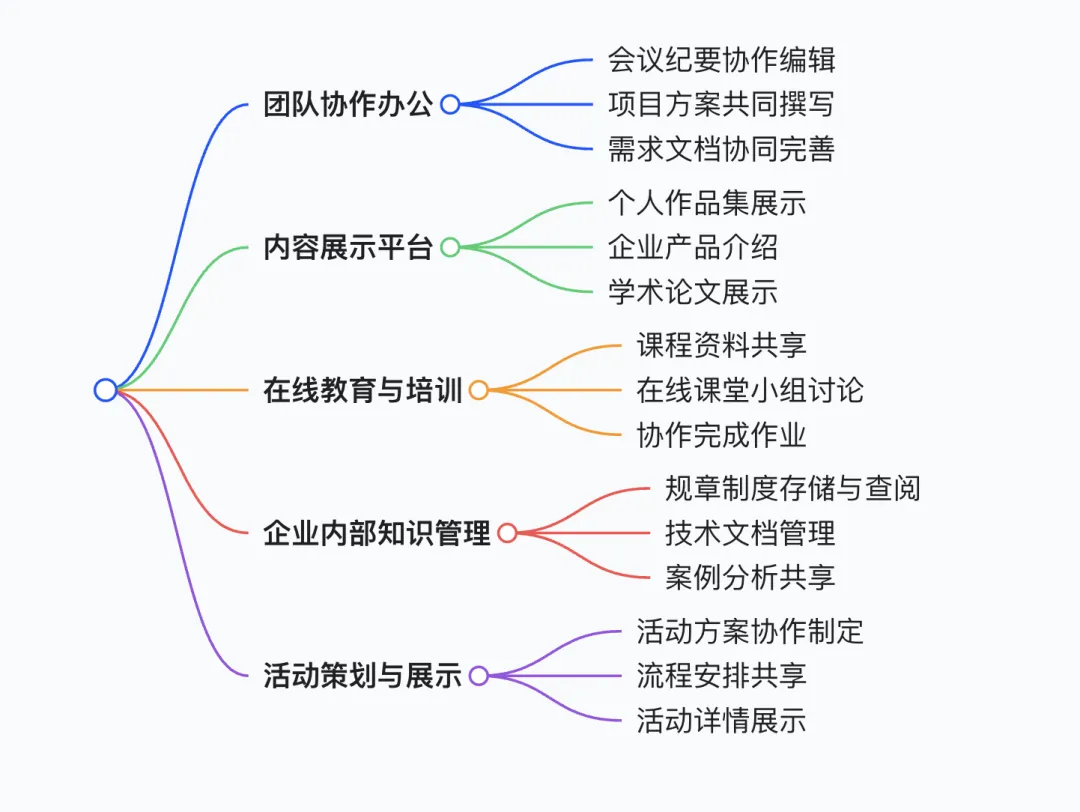 团队协作办公
会议纪要协作编辑
项目方案共同撰写
需求文档协同完善
内容展示平台
个人作品集展示
企业产品介绍
学术论文展示
在线教育与培训
课程资料共享
在线课堂小组讨论
协作完成作业
企业内部知识管理
规章制度存储与查阅
技术文档管理
案例分析共享
活动策划与展示
活动方案协作制定
流程安排共享
活动详情展示